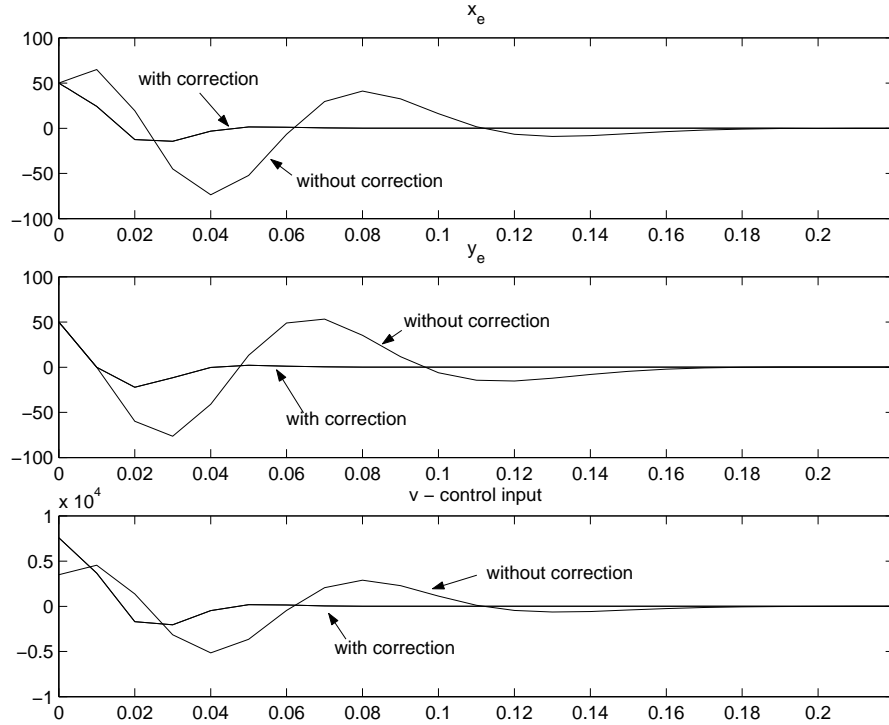 x_e
100
50
0
−50
−100
with correction
without correction
0 0.02 0.04 0.06 0.08 0.1 0.12 0.14 0.16 0.18 0.2
y_e
100
50
0
−50
−100
without correction
with correction
0 0.02 0.04 0.06 0.08 0.1 0.12 0.14 0.16 0.18 0.2
x 10^4
v − control input
1
0.5
0
−0.5
−1
without correction
with correction
0 0.02 0.04 0.06 0.08 0.1 0.12 0.14 0.16 0.18 0.2